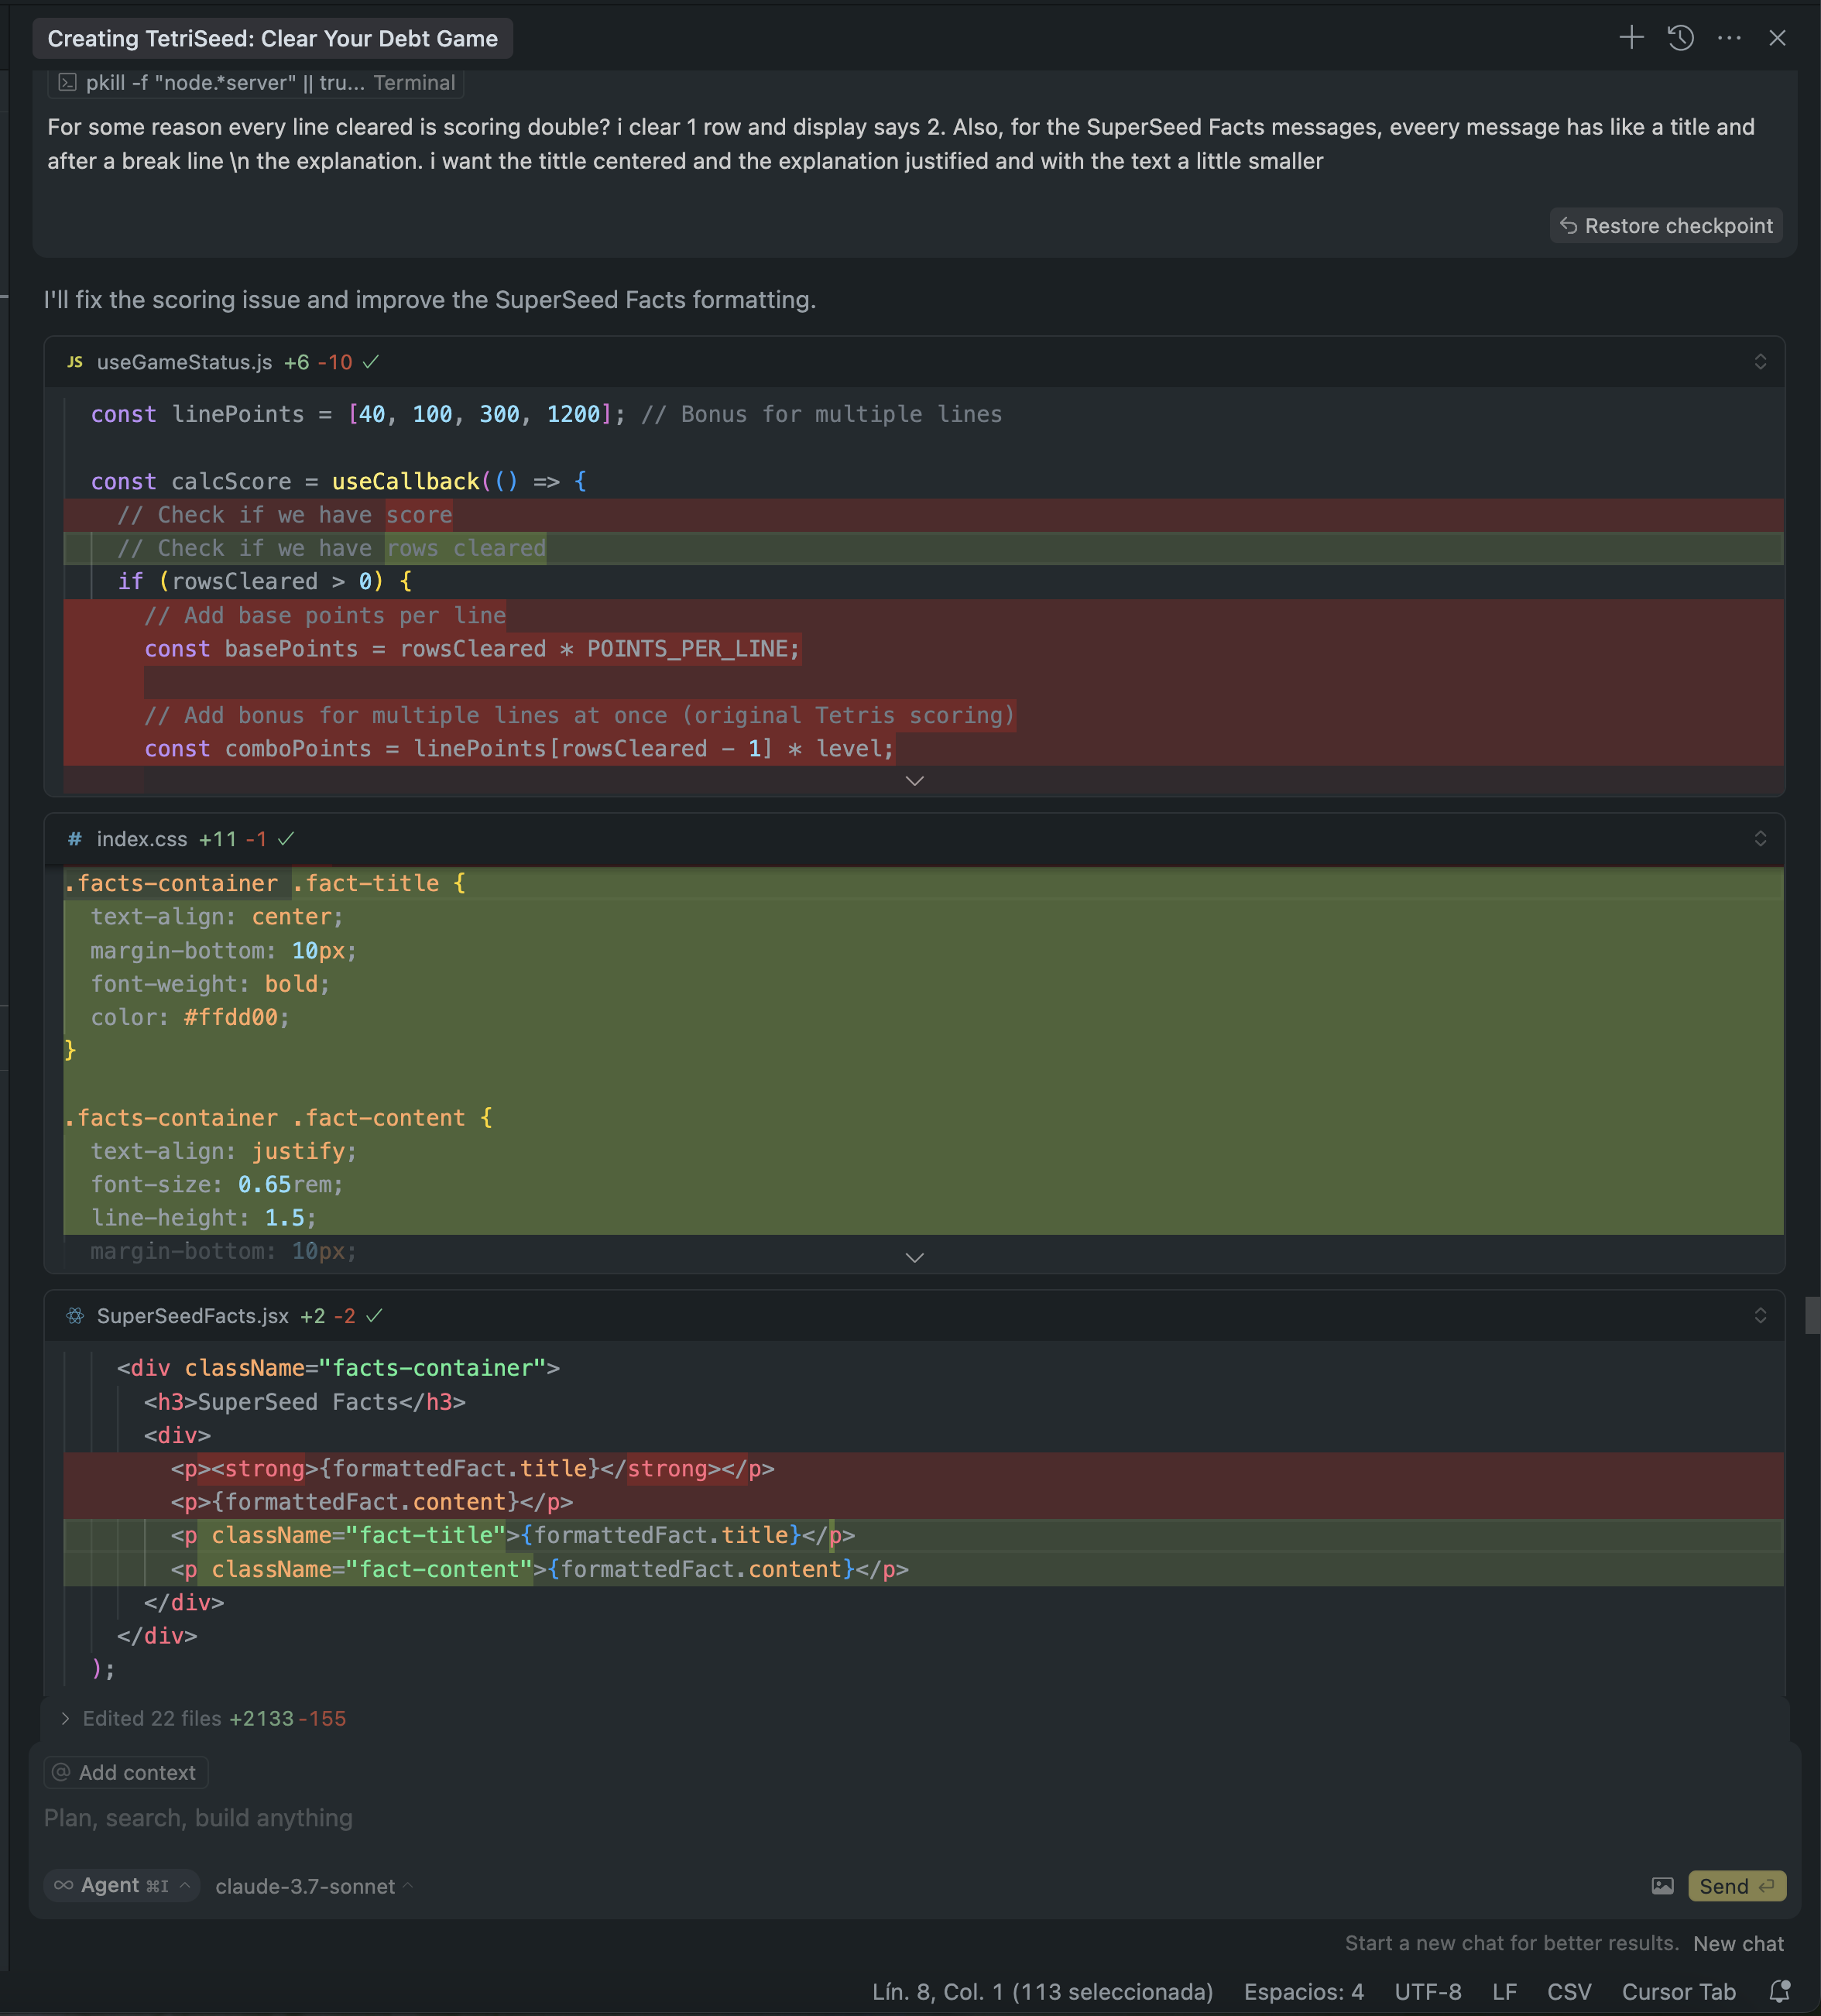 Creating TetriSeed: Clear Your Debt Game
pkill -f "node.*server" || tru... Terminal
For some reason every line cleared is scoring double? i clear 1 row and display says 2. Also, for the SuperSeed Facts messages, eveery message has like a title and
after a break line \n the explanation. i want the tittle centered and the explanation justified and with the text a little smaller
Restore checkpoint
I'll fix the scoring issue and improve the SuperSeed Facts formatting.
JS useGameStatus.js +6 -10
const linePoints = [40, 100, 300, 1200]; // Bonus for multiple lines
const calcScore = useCallback(() => {
// Check if we have score
// Check if we have rows cleared
if (rowsCleared > 0) {
// Add base points per line
const basePoints = rowsCleared * POINTS_PER_LINE;
// Add bonus for multiple lines at once (original Tetris scoring)
const comboPoints = linePoints[rowsCleared - 1] * level;
# index.css +11 -1
.facts-container .fact-title {
text-align: center;
margin-bottom: 10px;
font-weight: bold;
color: #ffdd00;
}
.facts-container .fact-content {
text-align: justify;
font-size: 0.65rem;
line-height: 1.5;
margin-bottom: 10px;
SuperSeedFacts.jsx +2 -2
<div className="facts-container">
<h3>SuperSeed Facts</h3>
<div>
<p><strong>{formattedFact.title}</strong></p>
<p>{formattedFact.content}</p>
<p className="fact-title">{formattedFact.title}</p>
<p className="fact-content">{formattedFact.content}</p>
</div>
</div>
);
Edited 22 files +2133 -155
@ Add context
Plan, search, build anything
Agent ⌘I claude-3.7-sonnet
Send
Start a new chat for better results. New chat
Lín. 8, Col. 1 (113 seleccionada) Espacios: 4 UTF-8 LF CSV Cursor Tab